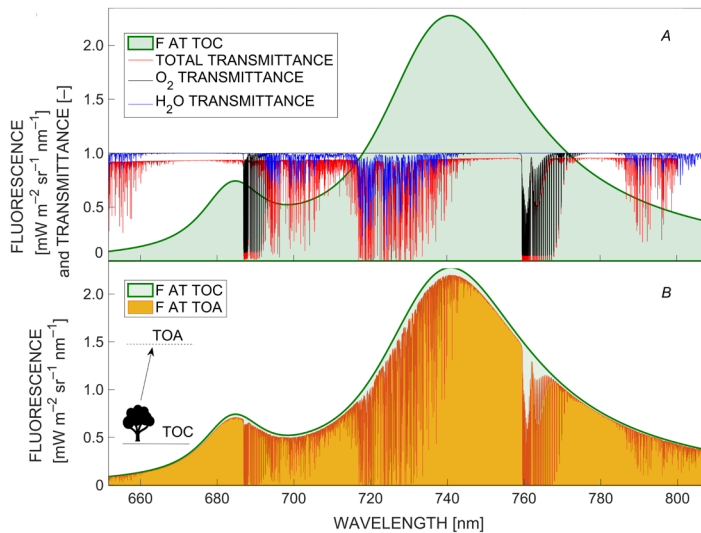 A
F AT TOC
TOTAL TRANSMITTANCE
O₂ TRANSMITTANCE
H₂O TRANSMITTANCE
FLUORESCENCE
[mW m⁻² sr⁻¹ nm⁻¹]
and TRANSMITTANCE [–]
2.0
1.5
1.0
0.5
0
B
F AT TOC
F AT TOA
TOA
TOC
FLUORESCENCE
[mW m⁻² sr⁻¹ nm⁻¹]
2.0
1.5
1.0
0.5
0
660 680 700 720 740 760 780 800
WAVELENGTH [nm]